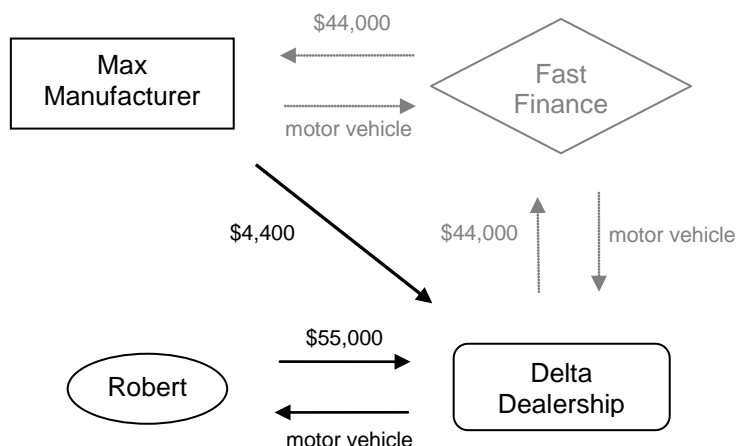 $44,000
Max
Manufacturer
Fast
Finance
motor vehicle
$4,400
$44,000
motor vehicle
$55,000
Robert
Delta
Dealership
motor vehicle